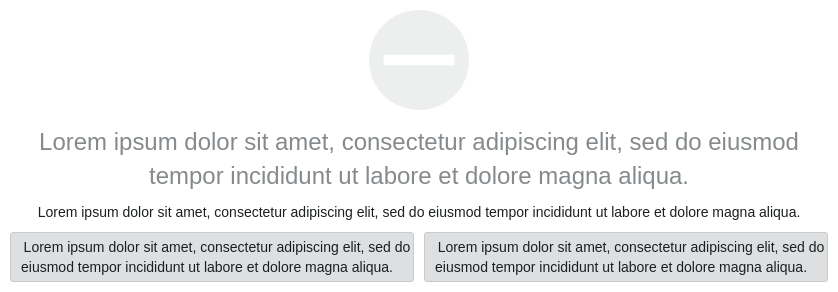 Lorem ipsum dolor sit amet, consectetur adipiscing elit, sed do eiusmod
tempor incididunt ut labore et dolore magna aliqua.
Lorem ipsum dolor sit amet, consectetur adipiscing elit, sed do eiusmod tempor incididunt ut labore et dolore magna aliqua.
Lorem ipsum dolor sit amet, consectetur adipiscing elit, sed do
eiusmod tempor incididunt ut labore et dolore magna aliqua.
Lorem ipsum dolor sit amet, consectetur adipiscing elit, sed do
eiusmod tempor incididunt ut labore et dolore magna aliqua.